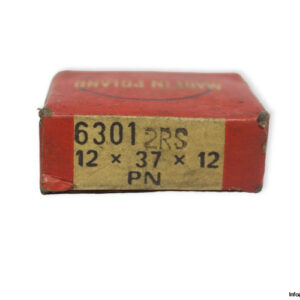 MADE IN POLAND
6301 2RS
12 × 37 × 12
PN